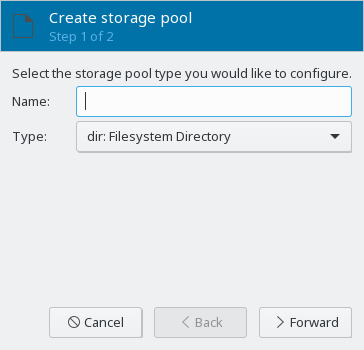 Create storage pool
Step 1 of 2
Select the storage pool type you would like to configure.
Name:
Type: dir: Filesystem Directory
Cancel Back Forward